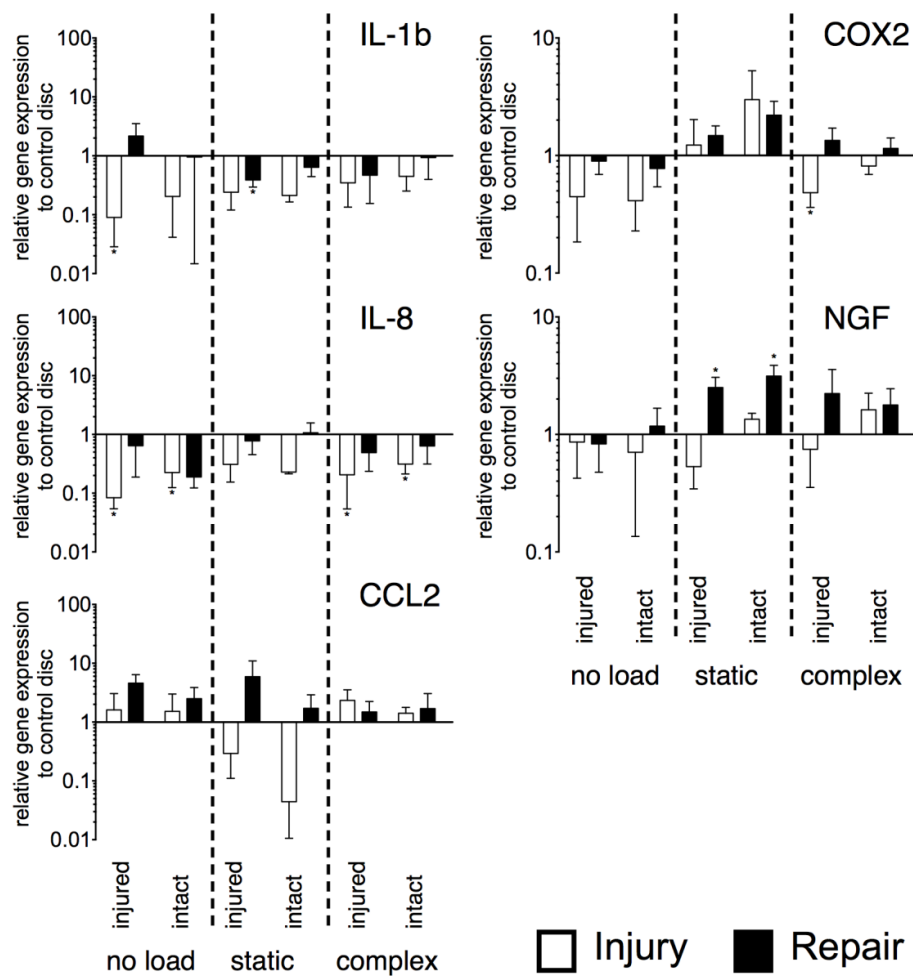 IL-1b
100
10
1
0.1
0.01
relative gene expression
to control disc
*
*
COX2
10
1
0.1
relative gene expression
to control disc
*
IL-8
100
10
1
0.1
0.01
relative gene expression
to control disc
*
*
*
*
NGF
10
1
0.1
relative gene expression
to control disc
*
*
injured intact injured intact injured intact
no load static complex
CCL2
100
10
1
0.1
0.01
relative gene expression
to control disc
injured intact injured intact injured intact
no load static complex
Injury Repair